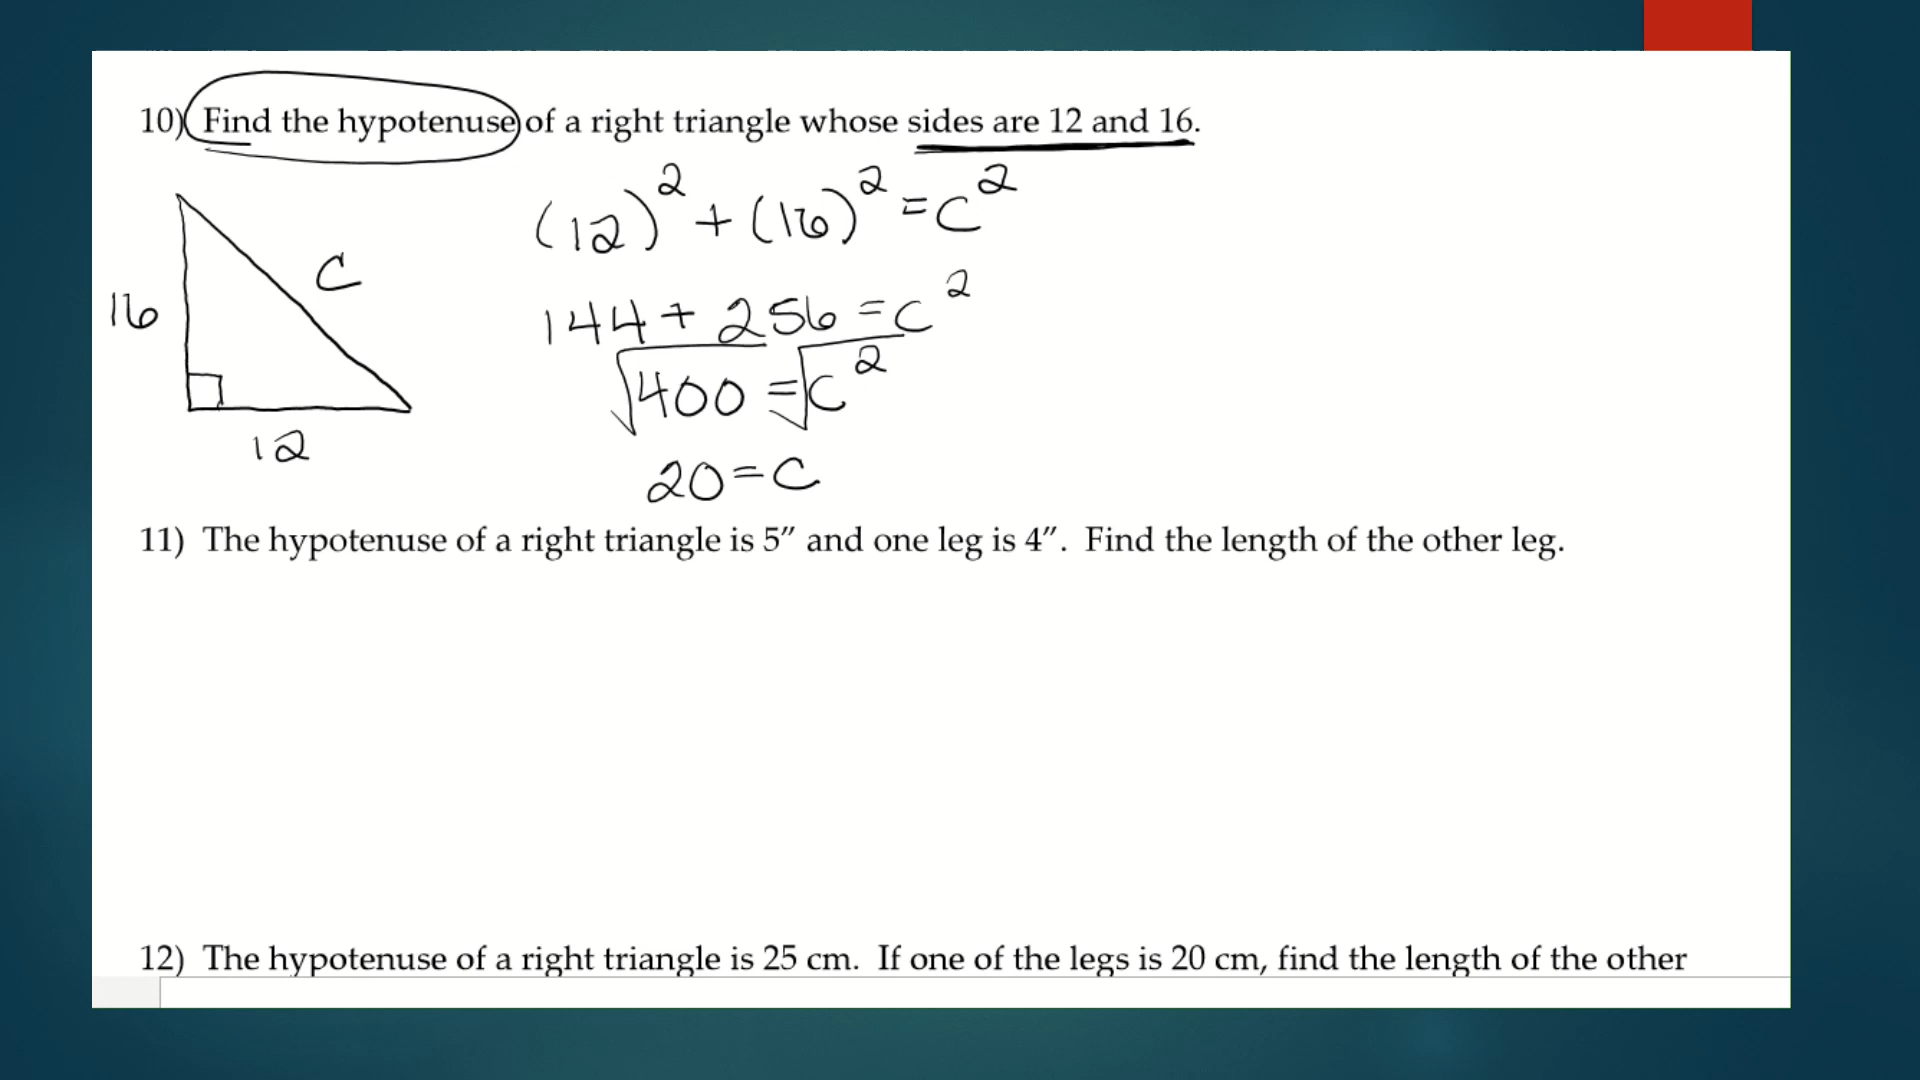 10) Find the hypotenuse of a right triangle whose sides are 12 and 16.
(12)² + (16)² = c²
16
c
144 + 256 = c²
√400 = √c²
12
20 = c
11) The hypotenuse of a right triangle is 5″ and one leg is 4″. Find the length of the other leg.
12) The hypotenuse of a right triangle is 25 cm. If one of the legs is 20 cm, find the length of the other